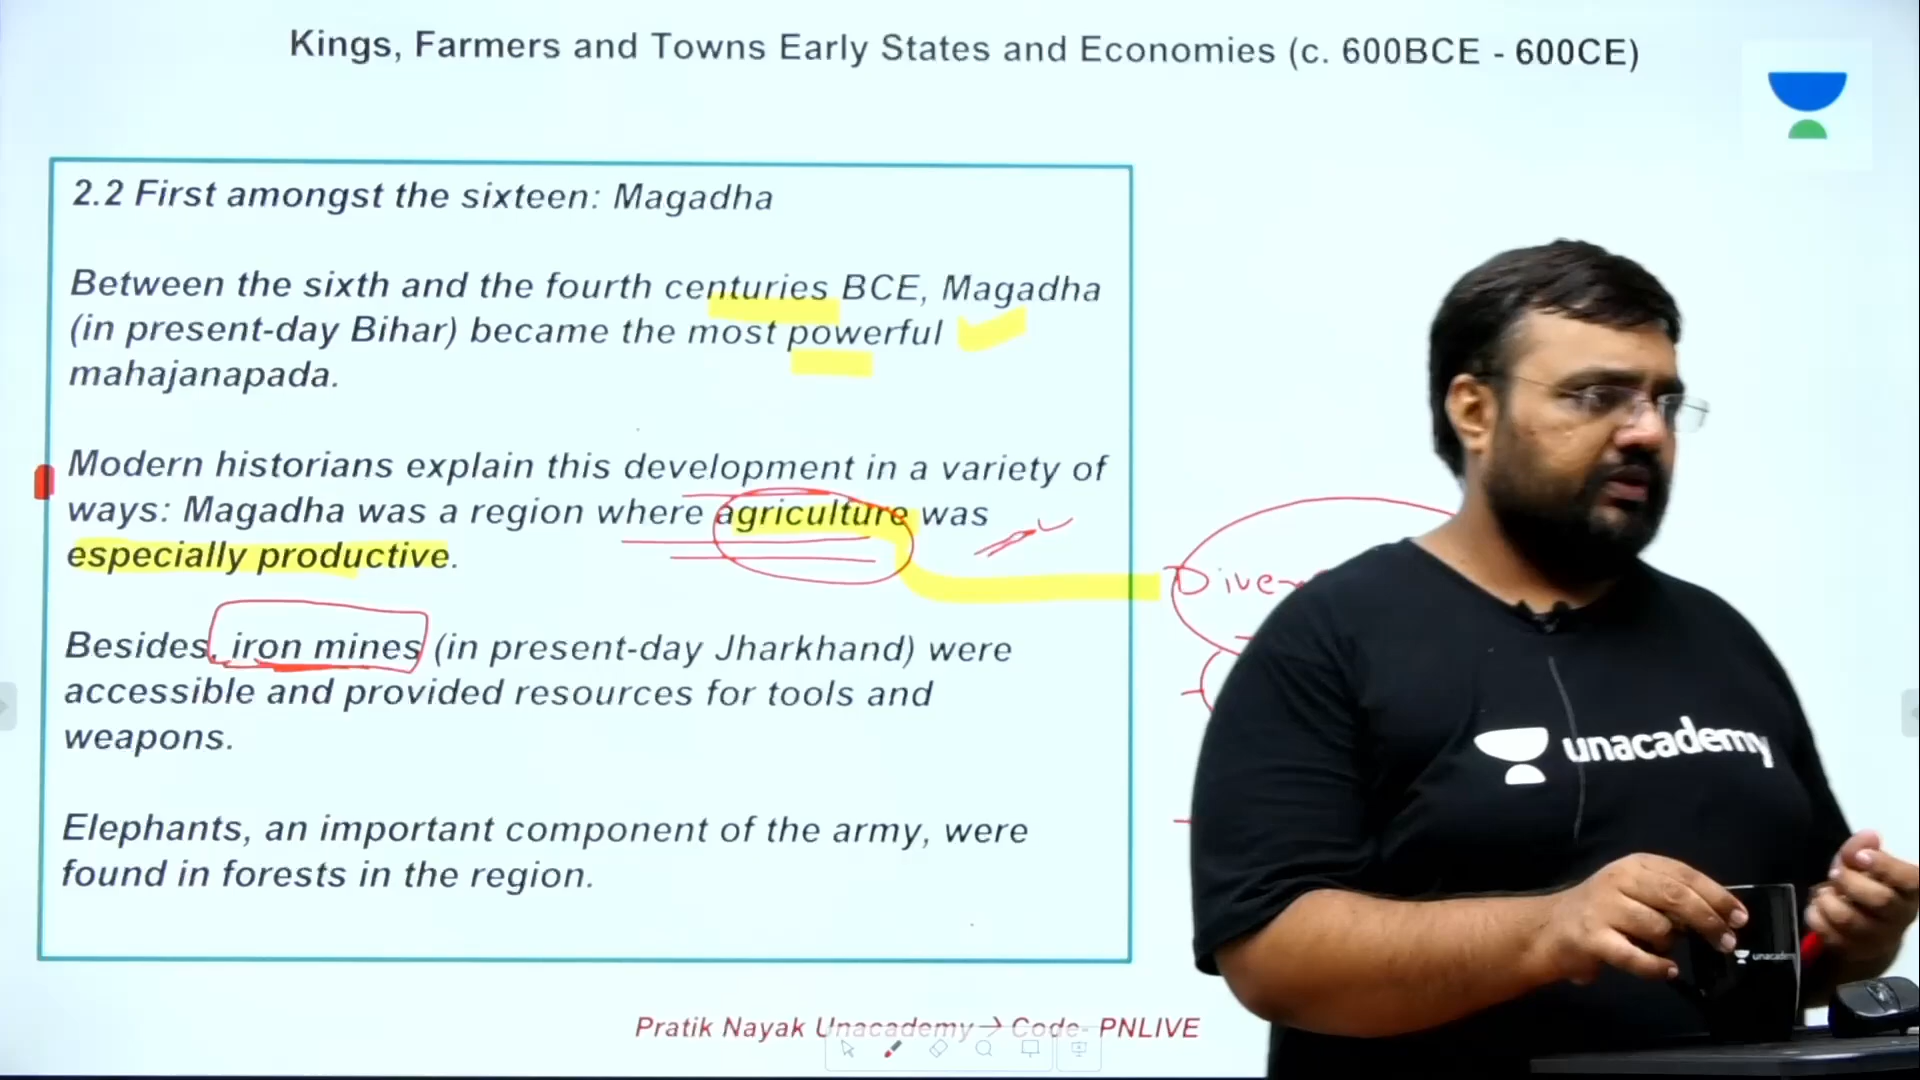 Kings, Farmers and Towns Early States and Economies (c. 600BCE - 600CE)
2.2 First amongst the sixteen: Magadha
Between the sixth and the fourth centuries BCE, Magadha
(in present-day Bihar) became the most powerful
mahajanapada.
Modern historians explain this development in a variety of
ways: Magadha was a region where agriculture was
especially productive.
Besides, iron mines (in present-day Jharkhand) were
accessible and provided resources for tools and
weapons.
Elephants, an important component of the army, were
found in forests in the region.
unacademy
Pratik Nayak Unacademy → Code- PNLIVE